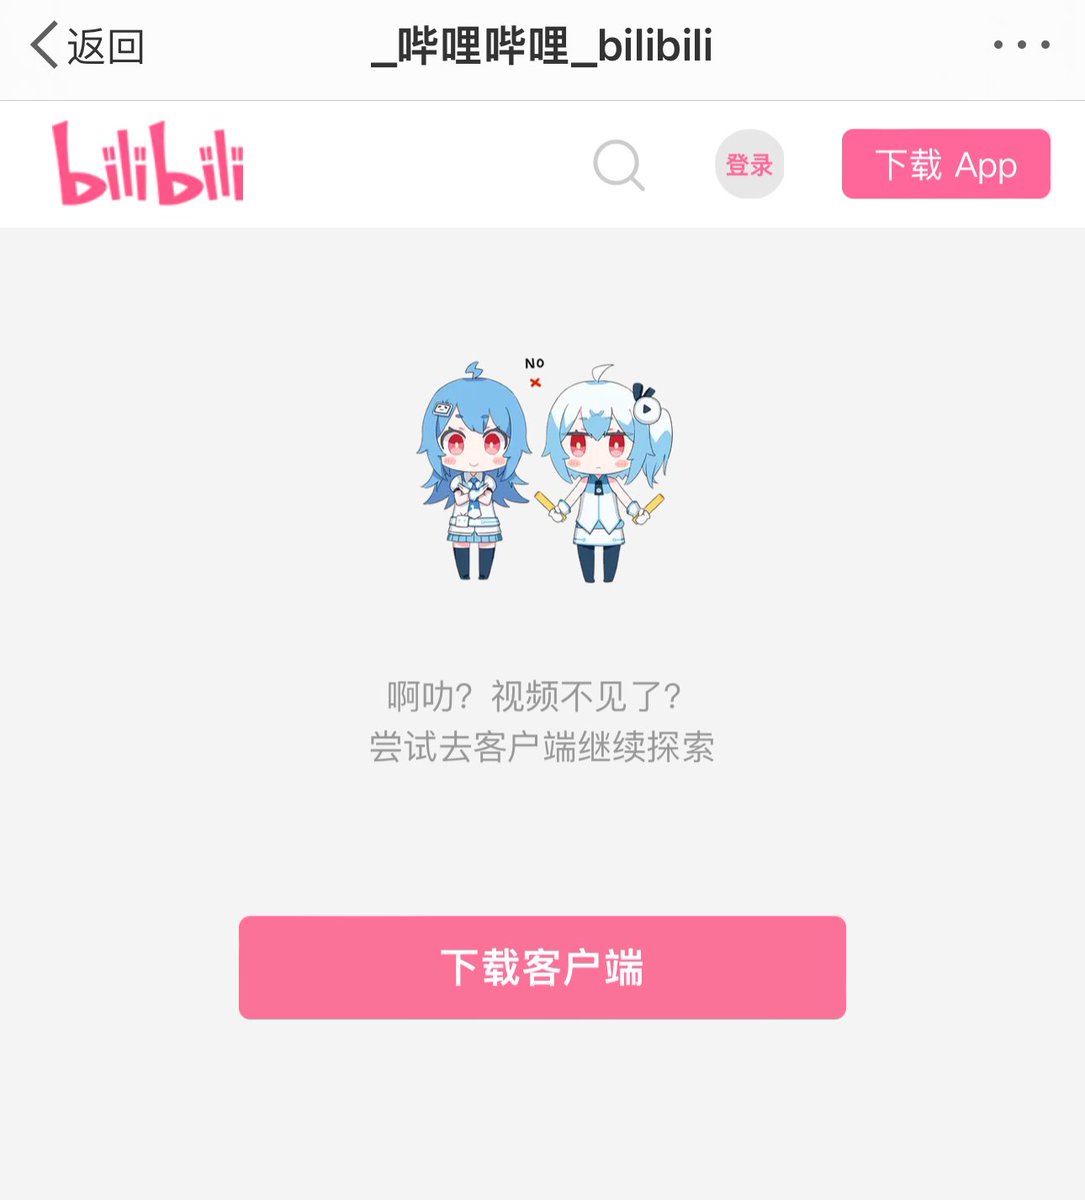 返回
_哔哩哔哩_bilibili
bilibili
登录
下载 App
NO
啊叻？视频不见了？
尝试去客户端继续探索
下载客户端